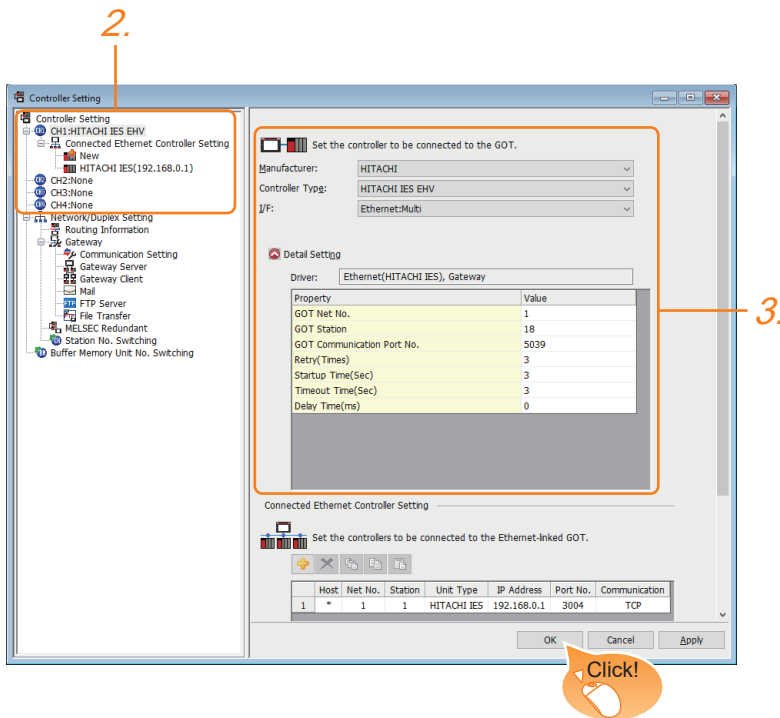 2.
Controller Setting
Controller Setting
CH1:HITACHI IES EHV
Connected Ethernet Controller Setting
New
HITACHI IES(192.168.0.1)
CH2:None
CH3:None
CH4:None
Network/Duplex Setting
Routing Information
Gateway
Communication Setting
Gateway Server
Gateway Client
Mail
FTP Server
File Transfer
MELSEC Redundant
Station No. Switching
Buffer Memory Unit No. Switching
Set the controller to be connected to the GOT.
Manufacturer: HITACHI
Controller Type: HITACHI IES EHV
I/F: Ethernet:Multi
Detail Setting
Driver: Ethernet(HITACHI IES), Gateway
Property Value
GOT Net No. 1
GOT Station 18
GOT Communication Port No. 5039
Retry(Times) 3
Startup Time(Sec) 3
Timeout Time(Sec) 3
Delay Time(ms) 0
3.
Connected Ethernet Controller Setting
Set the controllers to be connected to the Ethernet-linked GOT.
Host Net No. Station Unit Type IP Address Port No. Communication
1 * 1 1 HITACHI IES 192.168.0.1 3004 TCP
OK Cancel Apply
Click!